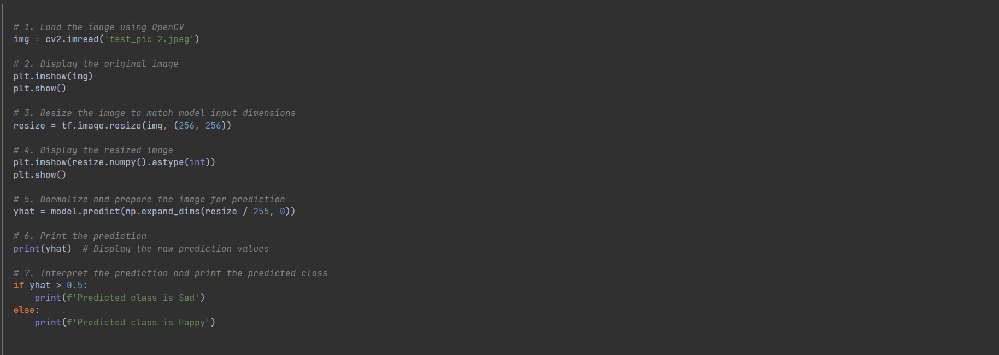 # 1. Load the image using OpenCV
img = cv2.imread('test_pic 2.jpeg')
# 2. Display the original image
plt.imshow(img)
plt.show()
# 3. Resize the image to match model input dimensions
resize = tf.image.resize(img, (256, 256))
# 4. Display the resized image
plt.imshow(resize.numpy().astype(int))
plt.show()
# 5. Normalize and prepare the image for prediction
yhat = model.predict(np.expand_dims(resize / 255, 0))
# 6. Print the prediction
print(yhat)  # Display the raw prediction values
# 7. Interpret the prediction and print the predicted class
if yhat > 0.5:
    print(f'Predicted class is Sad')
else:
    print(f'Predicted class is Happy')